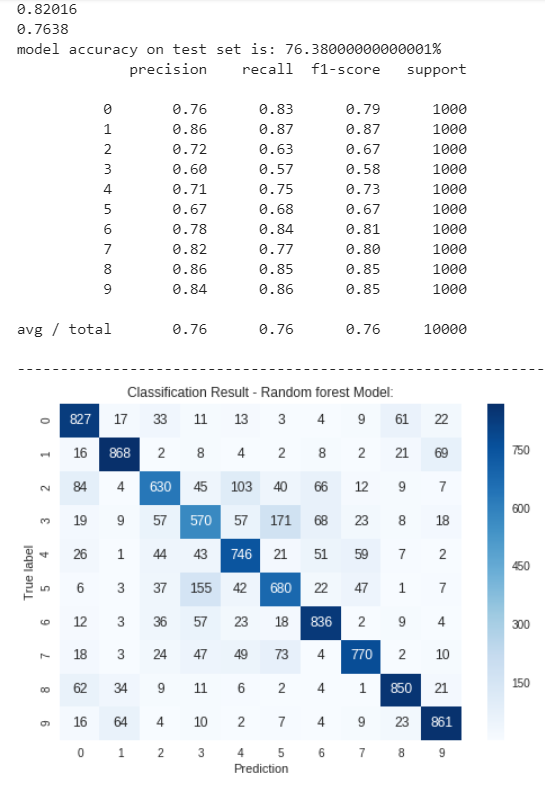 0.82016
0.7638
model accuracy on test set is: 76.38000000000001%
precision recall f1-score support
0 0.76 0.83 0.79 1000
1 0.86 0.87 0.87 1000
2 0.72 0.63 0.67 1000
3 0.60 0.57 0.58 1000
4 0.71 0.75 0.73 1000
5 0.67 0.68 0.67 1000
6 0.78 0.84 0.81 1000
7 0.82 0.77 0.80 1000
8 0.86 0.85 0.85 1000
9 0.84 0.86 0.85 1000
avg / total 0.76 0.76 0.76 10000
-------------------------------------------------------------
Classification Result - Random forest Model:
True label
0 827 17 33 11 13 3 4 9 61 22
1 16 868 2 8 4 2 8 2 21 69
2 84 4 630 45 103 40 66 12 9 7
3 19 9 57 570 57 171 68 23 8 18
4 26 1 44 43 746 21 51 59 7 2
5 6 3 37 155 42 680 22 47 1 7
6 12 3 36 57 23 18 836 2 9 4
7 18 3 24 47 49 73 4 770 2 10
8 62 34 9 11 6 2 4 1 850 21
9 16 64 4 10 2 7 4 9 23 861
0 1 2 3 4 5 6 7 8 9
Prediction
750
600
450
300
150